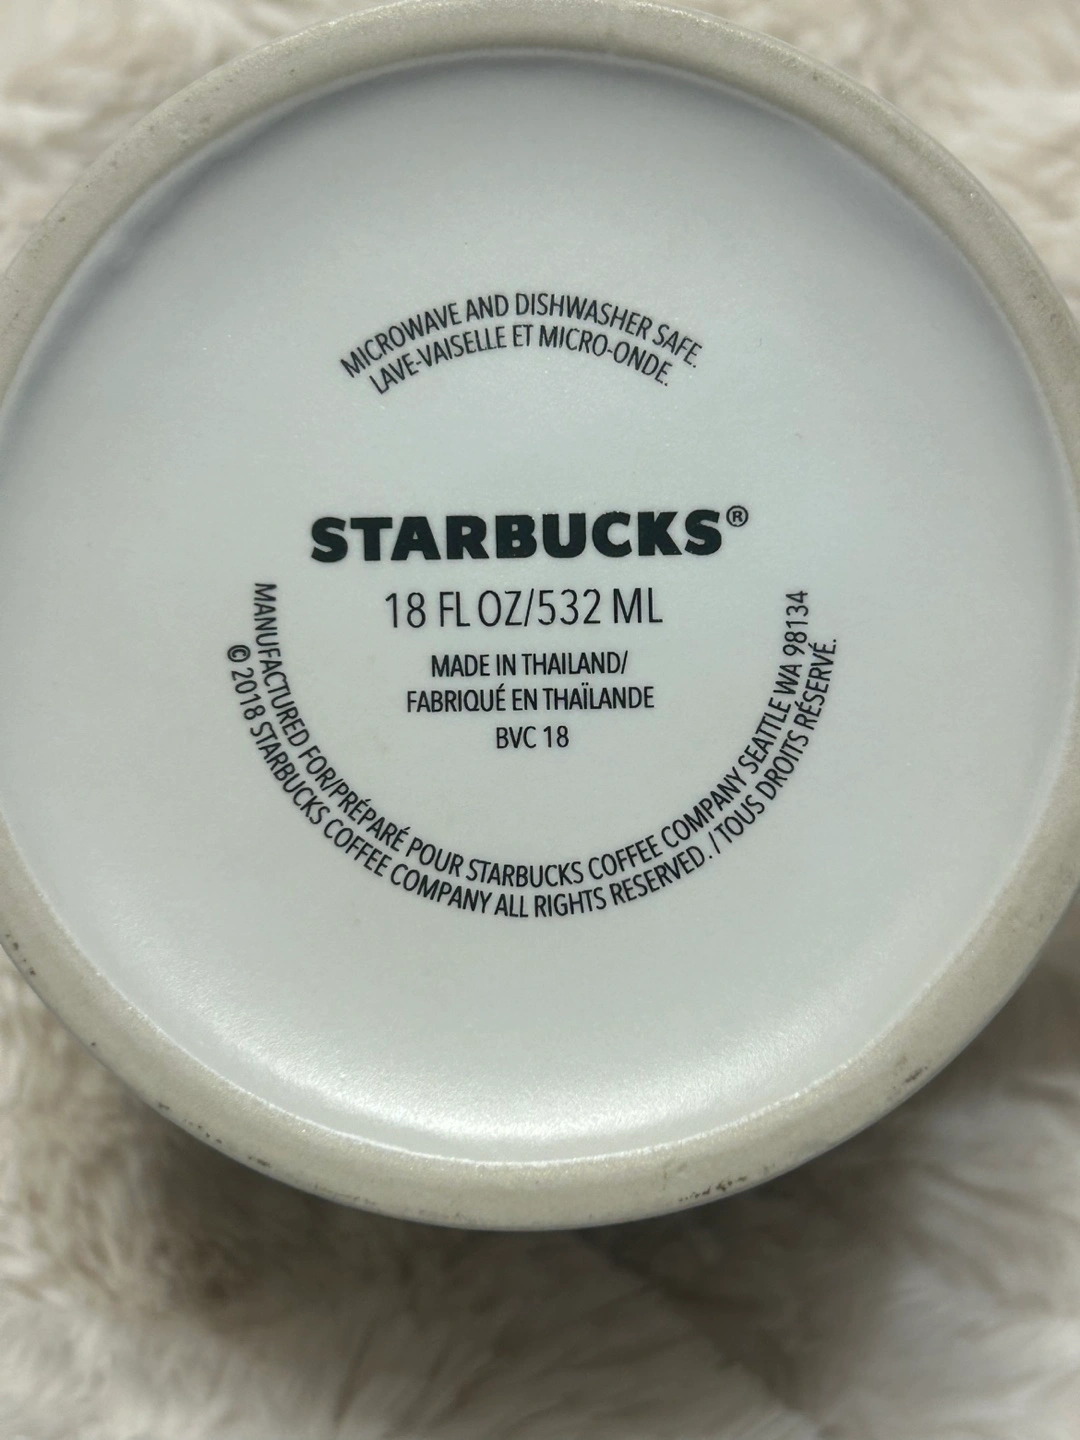 MICROWAVE AND DISHWASHER SAFE.
LAVE-VAISELLE ET MICRO-ONDE.
STARBUCKS®
18 FL OZ/532 ML
MADE IN THAILAND/
FABRIQUÉ EN THAÏLANDE
BVC 18
MANUFACTURED FOR/PRÉPARÉ POUR STARBUCKS COFFEE COMPANY SEATTLE WA 98134
© 2018 STARBUCKS COFFEE COMPANY ALL RIGHTS RESERVED. / TOUS DROITS RÉSERVÉ.